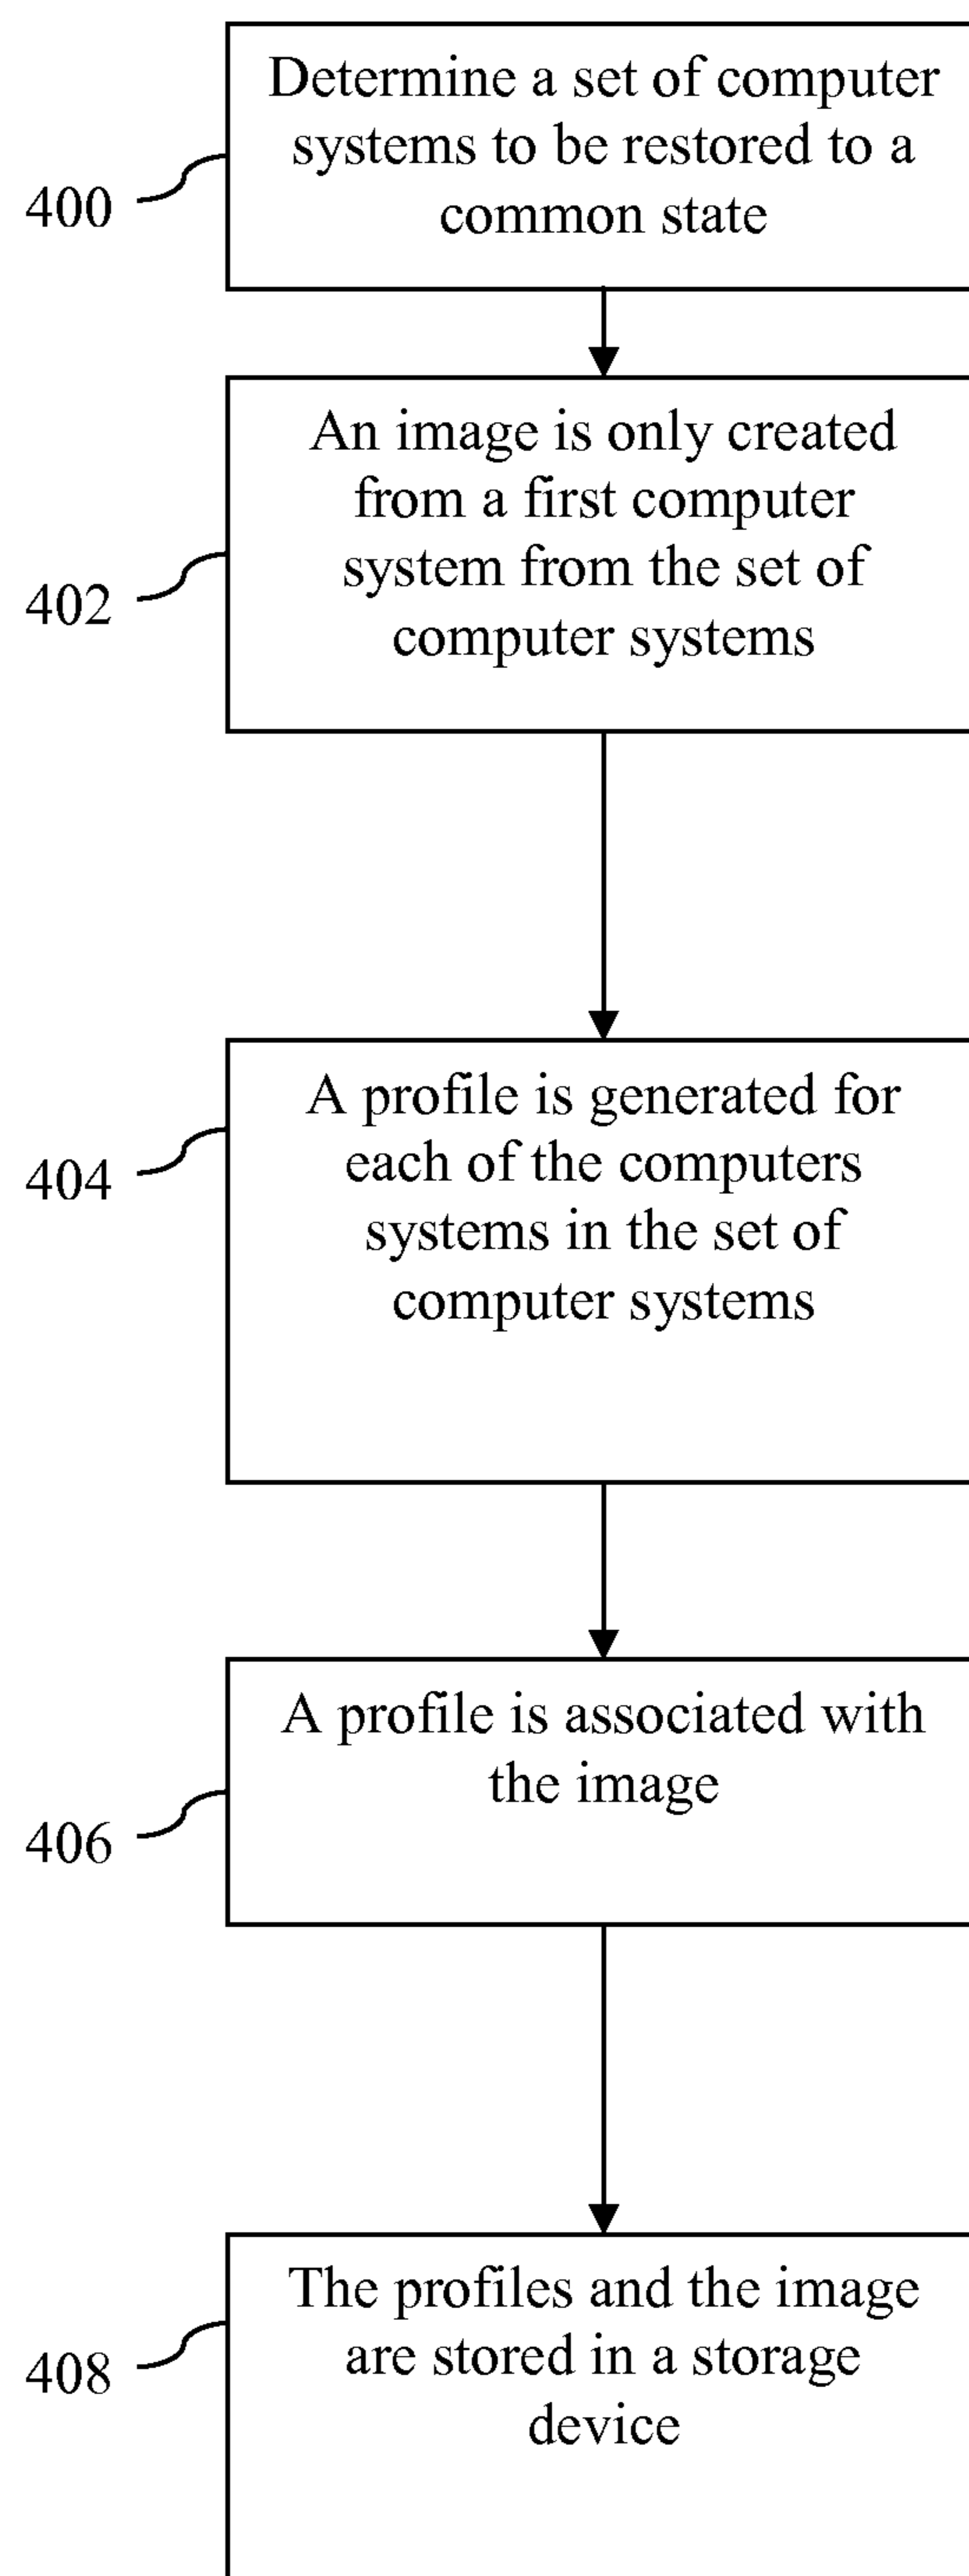 Determine a set of computer
systems to be restored to a
common state
400
An image is only created
from a first computer
system from the set of
computer systems
402
A profile is generated for
each of the computers
systems in the set of
computer systems
404
A profile is associated with
the image
406
The profiles and the image
are stored in a storage
device
408